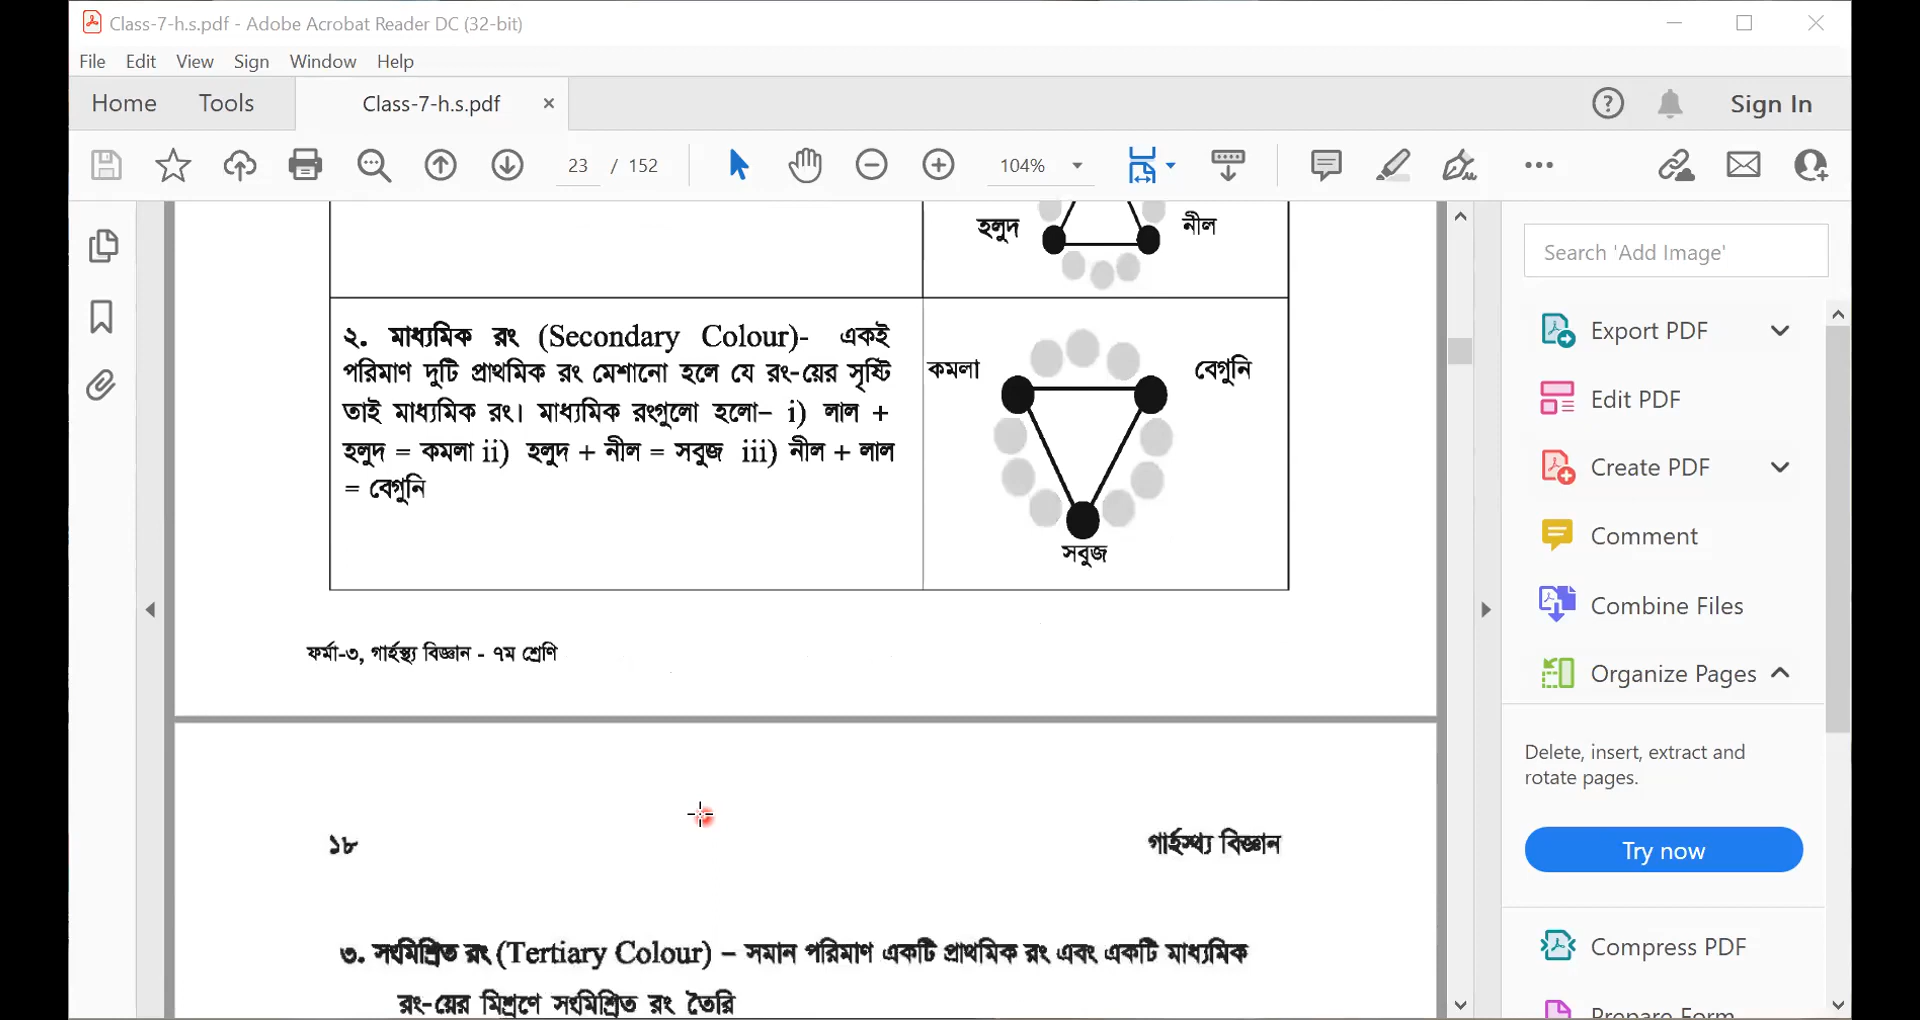 Class-7-h.s.pdf - Adobe Acrobat Reader DC (32-bit)
File Edit View Sign Window Help
Home Tools Class-7-h.s.pdf × Sign In
23 / 152 104%
হলুদ নীল
২. মাধ্যমিক রং (Secondary Colour)- একই
পরিমাণ দুটি প্রাথমিক রং মেশানো হলে যে রং-য়ের সৃষ্টি
তাই মাধ্যমিক রং। মাধ্যমিক রংগুলো হলো– i) লাল +
হলুদ = কমলা ii) হলুদ + নীল = সবুজ iii) নীল + লাল
= বেগুনি
কমলা বেগুনি
সবুজ
ফর্মা-৩, গার্হস্থ্য বিজ্ঞান - ৭ম শ্রেণি
১৮ গার্হস্থ্য বিজ্ঞান
৩. সংমিশ্রিত রং (Tertiary Colour) – সমান পরিমাণ একটি প্রাথমিক রং এবং একটি মাধ্যমিক
রং-য়ের মিশ্রণে সংমিশ্রিত রং তৈরি
Search 'Add Image'
Export PDF
Edit PDF
Create PDF
Comment
Combine Files
Organize Pages
Delete, insert, extract and
rotate pages.
Try now
Compress PDF
Prepare Form